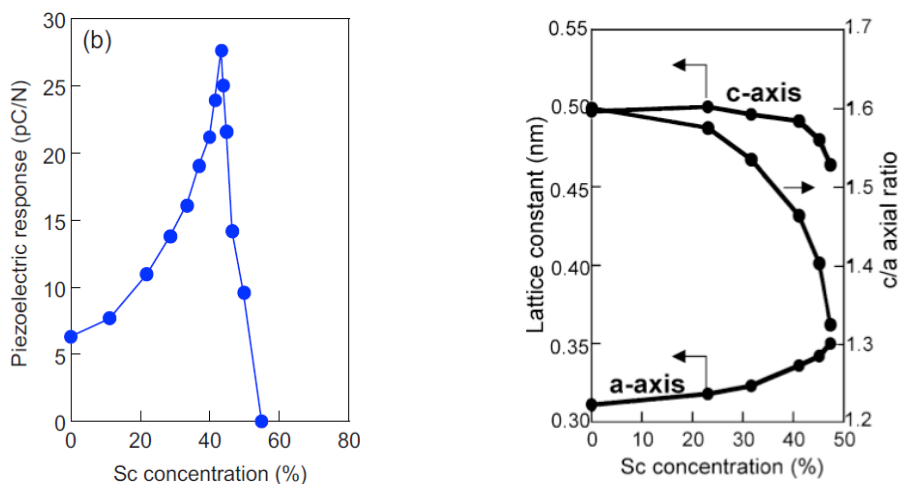 (b)
Piezoelectric response (pC/N)
30
25
20
15
10
5
0
0 20 40 60 80
Sc concentration (%)
Lattice constant (nm)
0.55
0.50
0.45
0.40
0.35
0.30
c-axis
a-axis
1.7
1.6
1.5
1.4
1.3
1.2
c/a axial ratio
0 10 20 30 40 50
Sc concentration (%)